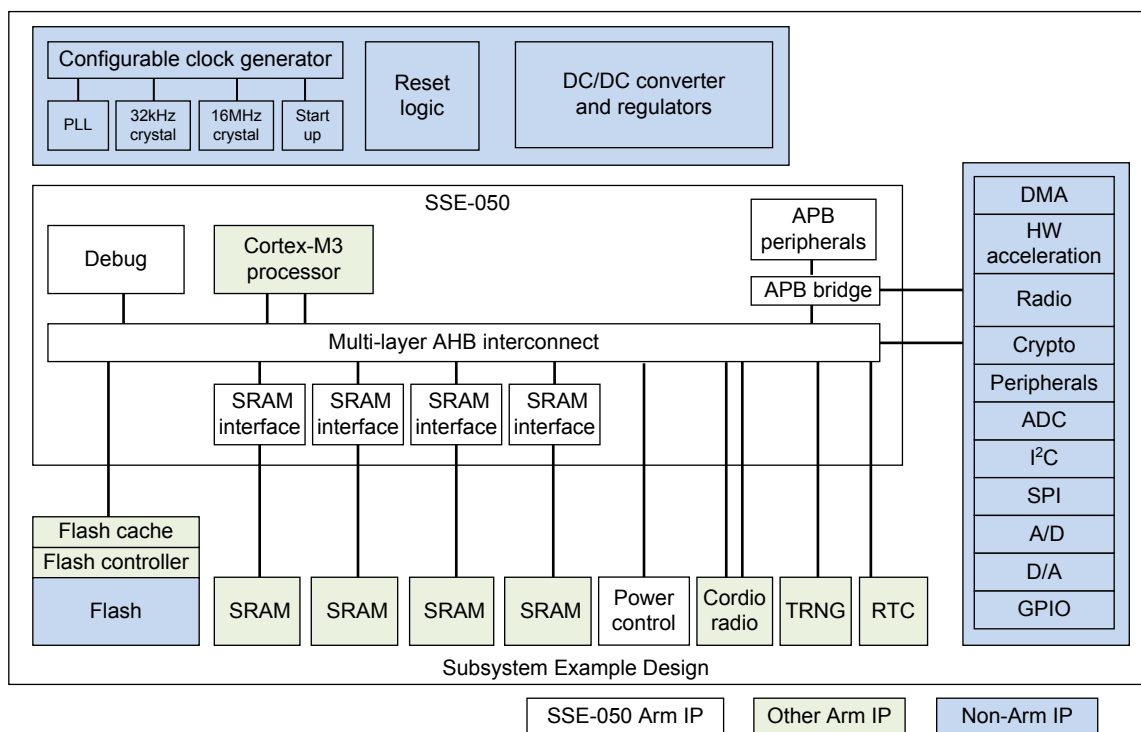 Configurable clock generator
PLL
32kHz
crystal
16MHz
crystal
Start
up
Reset
logic
DC/DC converter
and regulators
SSE-050
Debug
Cortex-M3
processor
APB
peripherals
APB bridge
Multi-layer AHB interconnect
SRAM
interface
SRAM
interface
SRAM
interface
SRAM
interface
DMA
HW
acceleration
Radio
Crypto
Peripherals
ADC
I²C
SPI
A/D
D/A
GPIO
Flash cache
Flash controller
Flash
SRAM
SRAM
SRAM
SRAM
Power
control
Cordio
radio
TRNG
RTC
Subsystem Example Design
SSE-050 Arm IP
Other Arm IP
Non-Arm IP